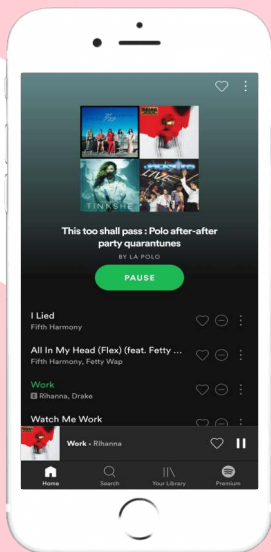 TINASHE
This too shall pass : Polo after-after
party quarantunes
BY LA POLO
PAUSE
I Lied
Fifth Harmony
All In My Head (Flex) (feat. Fetty ...
Fifth Harmony, Fetty Wap
Work
E Rihanna, Drake
Watch Me Work
Work • Rihanna
Home
Search
Your Library
Premium